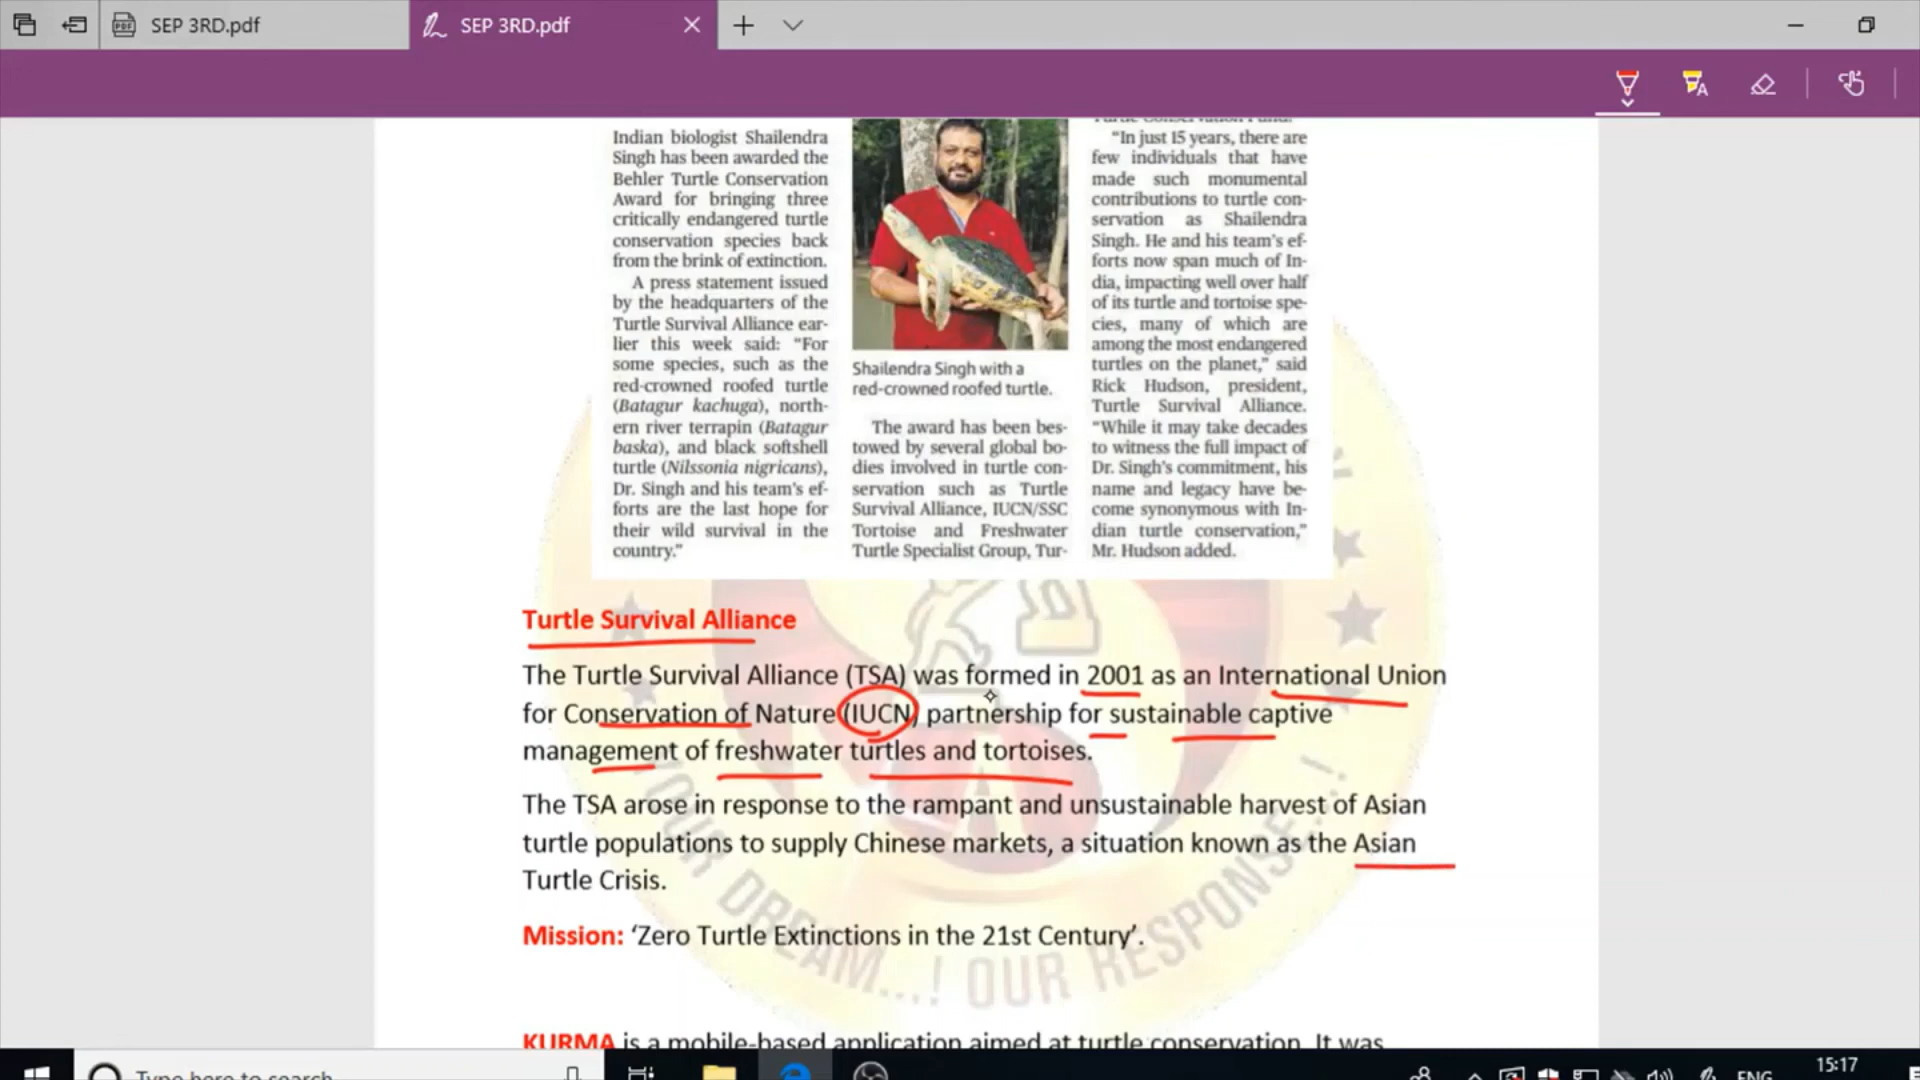 SEP 3RD.pdf
SEP 3RD.pdf
Indian biologist Shailendra
Singh has been awarded the
Behler Turtle Conservation
Award for bringing three
critically endangered turtle
conservation species back
from the brink of extinction.
A press statement issued
by the headquarters of the
Turtle Survival Alliance ear-
lier this week said: “For
some species, such as the
red-crowned roofed turtle
(Batagur kachuga), north-
ern river terrapin (Batagur
baska), and black softshell
turtle (Nilssonia nigricans),
Dr. Singh and his team’s ef-
forts are the last hope for
their wild survival in the
country.”
Shailendra Singh with a
red-crowned roofed turtle.
The award has been bes-
towed by several global bo-
dies involved in turtle con-
servation such as Turtle
Survival Alliance, IUCN/SSC
Tortoise and Freshwater
Turtle Specialist Group, Tur-
“In just 15 years, there are
few individuals that have
made such monumental
contributions to turtle con-
servation as Shailendra
Singh. He and his team’s ef-
forts now span much of In-
dia, impacting well over half
of its turtle and tortoise spe-
cies, many of which are
among the most endangered
turtles on the planet,” said
Rick Hudson, president,
Turtle Survival Alliance.
“While it may take decades
to witness the full impact of
Dr. Singh’s commitment, his
name and legacy have be-
come synonymous with In-
dian turtle conservation,”
Mr. Hudson added.
Turtle Survival Alliance
The Turtle Survival Alliance (TSA) was formed in 2001 as an International Union
for Conservation of Nature (IUCN) partnership for sustainable captive
management of freshwater turtles and tortoises.
The TSA arose in response to the rampant and unsustainable harvest of Asian
turtle populations to supply Chinese markets, a situation known as the Asian
Turtle Crisis.
Mission: ‘Zero Turtle Extinctions in the 21st Century’.
KURMA is a mobile-based application aimed at turtle conservation. It was
YOUR DREAM...! OUR RESPONSE...!
Type here to search
ENG
15:17